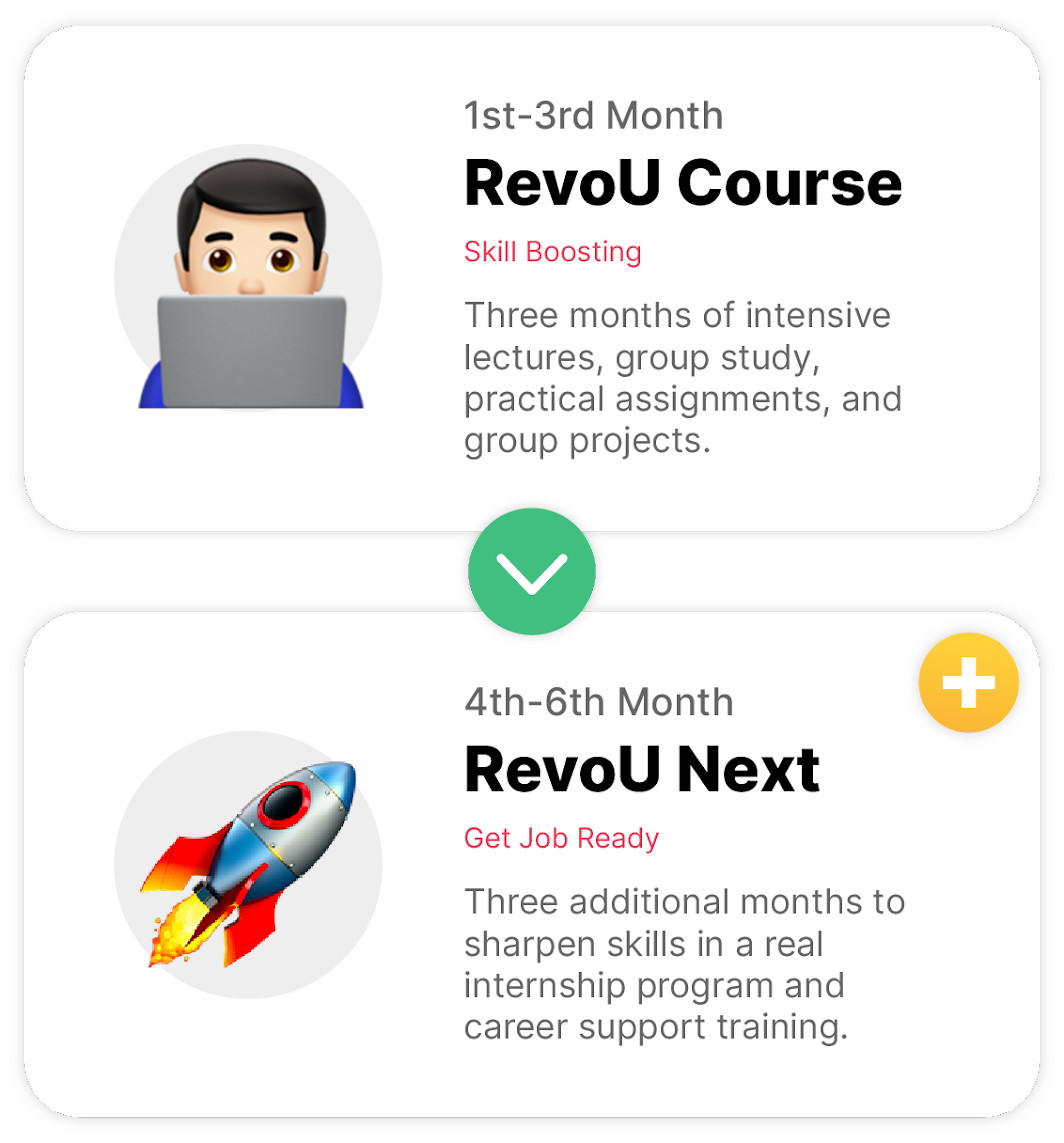 1st-3rd Month
RevoU Course
Skill Boosting
Three months of intensive
lectures, group study,
practical assignments, and
group projects.
4th-6th Month
RevoU Next
Get Job Ready
Three additional months to
sharpen skills in a real
internship program and
career support training.